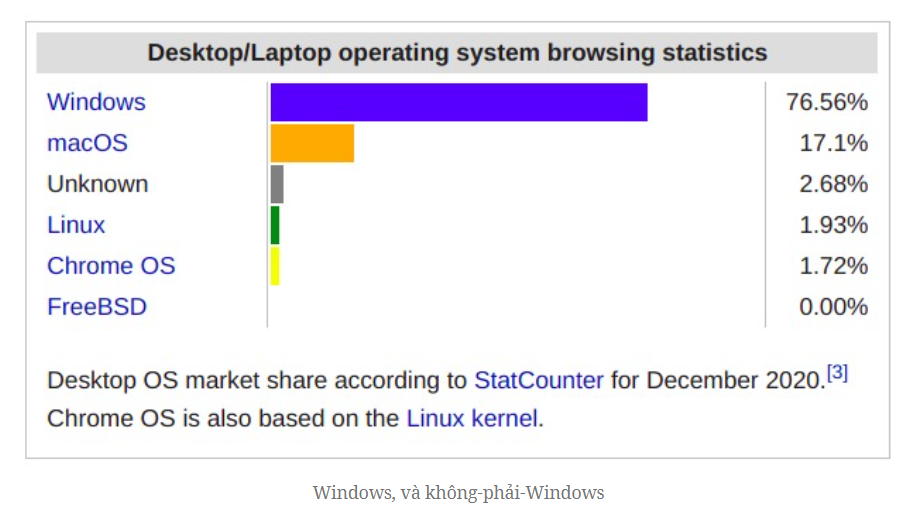 Desktop/Laptop operating system browsing statistics
Windows 76.56%
macOS 17.1%
Unknown 2.68%
Linux 1.93%
Chrome OS 1.72%
FreeBSD 0.00%
Desktop OS market share according to StatCounter for December 2020.[3]
Chrome OS is also based on the Linux kernel.
Windows, và không-phải-Windows